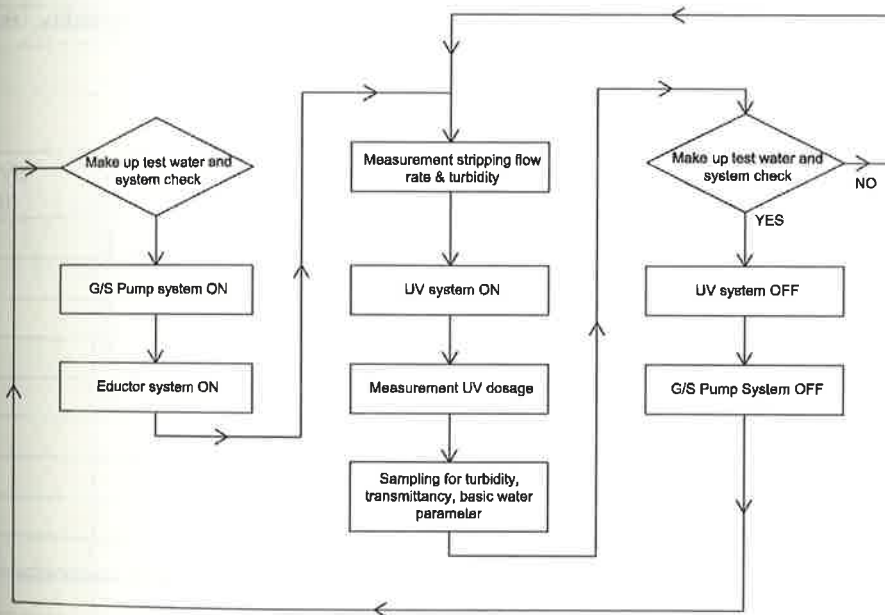 Make up test water and
system check
G/S Pump system ON
Eductor system ON
Measurement stripping flow
rate & turbidity
UV system ON
Measurement UV dosage
Sampling for turbidity,
transmittancy, basic water
parameter
Make up test water and
system check
NO
YES
UV system OFF
G/S Pump System OFF